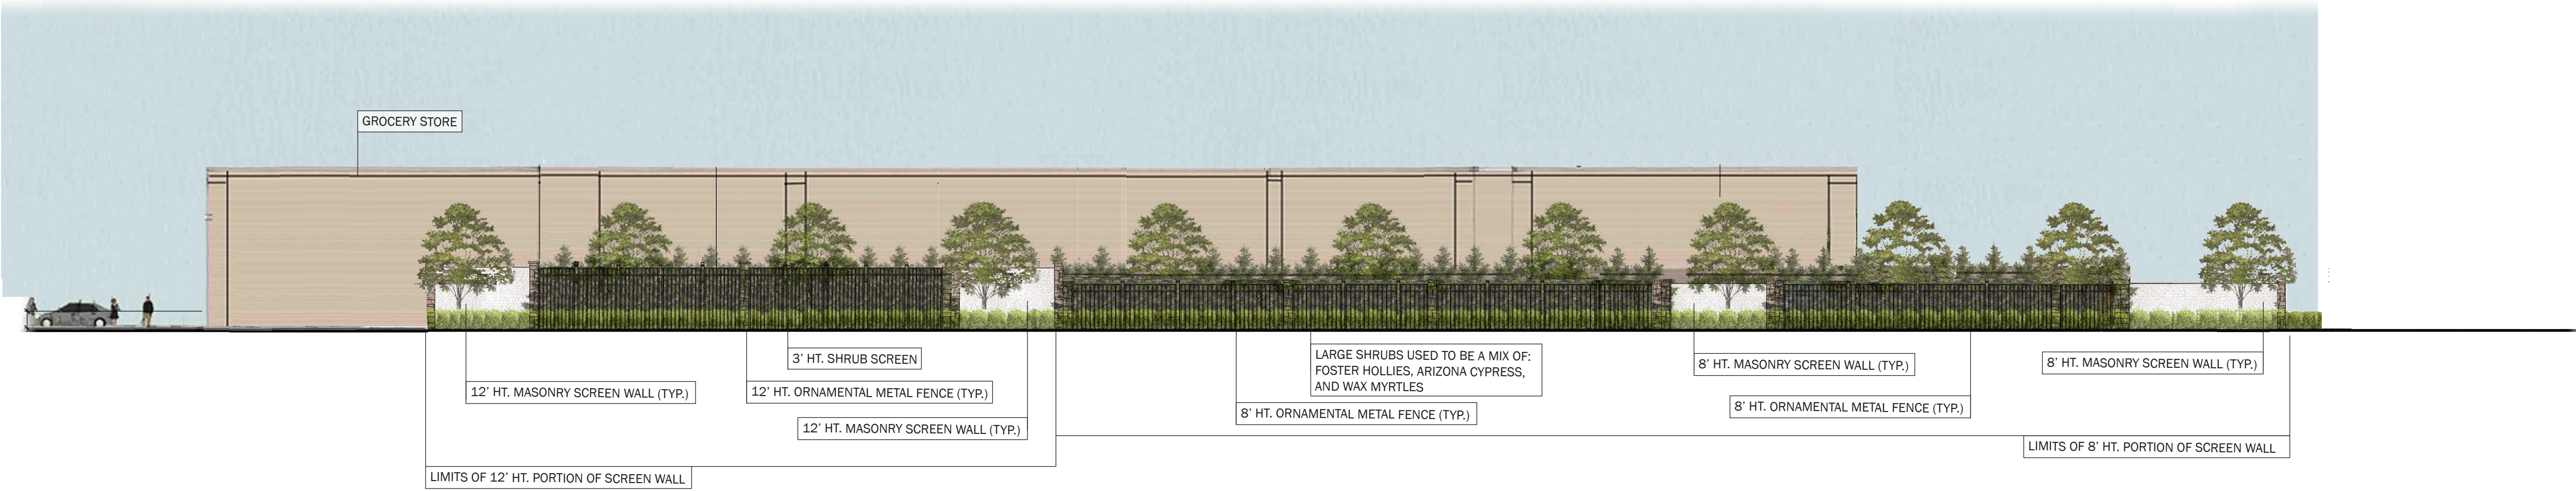 GROCERY STORE
3' HT. SHRUB SCREEN
12' HT. MASONRY SCREEN WALL (TYP.)
12' HT. ORNAMENTAL METAL FENCE (TYP.)
12' HT. MASONRY SCREEN WALL (TYP.)
LIMITS OF 12' HT. PORTION OF SCREEN WALL
LARGE SHRUBS USED TO BE A MIX OF:
FOSTER HOLLIES, ARIZONA CYPRESS,
AND WAX MYRTLES
8' HT. ORNAMENTAL METAL FENCE (TYP.)
8' HT. MASONRY SCREEN WALL (TYP.)
8' HT. ORNAMENTAL METAL FENCE (TYP.)
8' HT. MASONRY SCREEN WALL (TYP.)
LIMITS OF 8' HT. PORTION OF SCREEN WALL